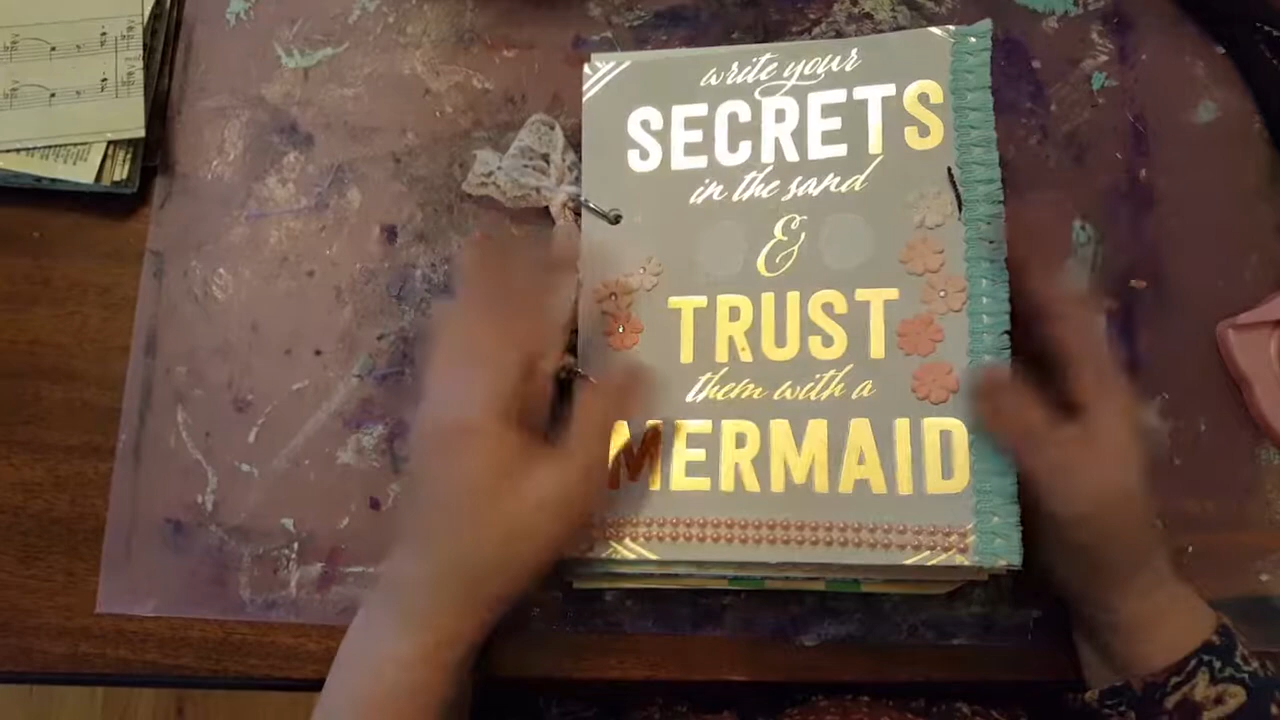 write your
SECRETS
in the sand
&
TRUST
them with a
MERMAID